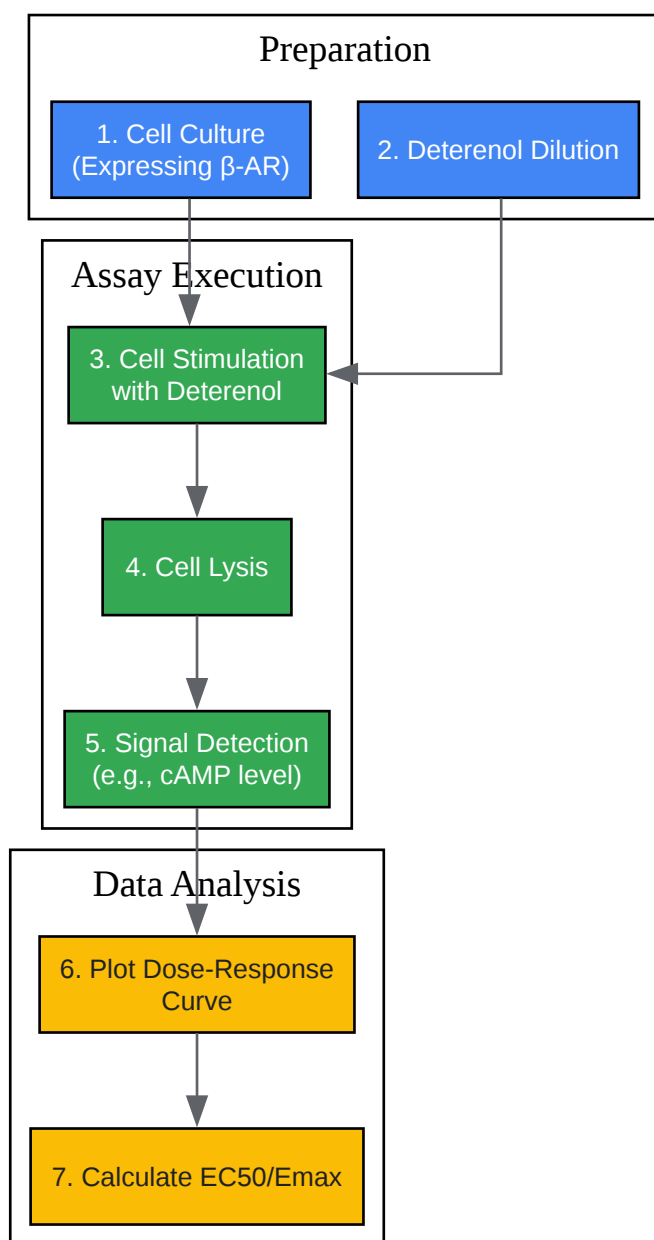 Preparation
1. Cell Culture
(Expressing β-AR)
2. Deterenol Dilution
Assay Execution
3. Cell Stimulation
with Deterenol
4. Cell Lysis
5. Signal Detection
(e.g., cAMP level)
Data Analysis
6. Plot Dose-Response
Curve
7. Calculate EC50/Emax